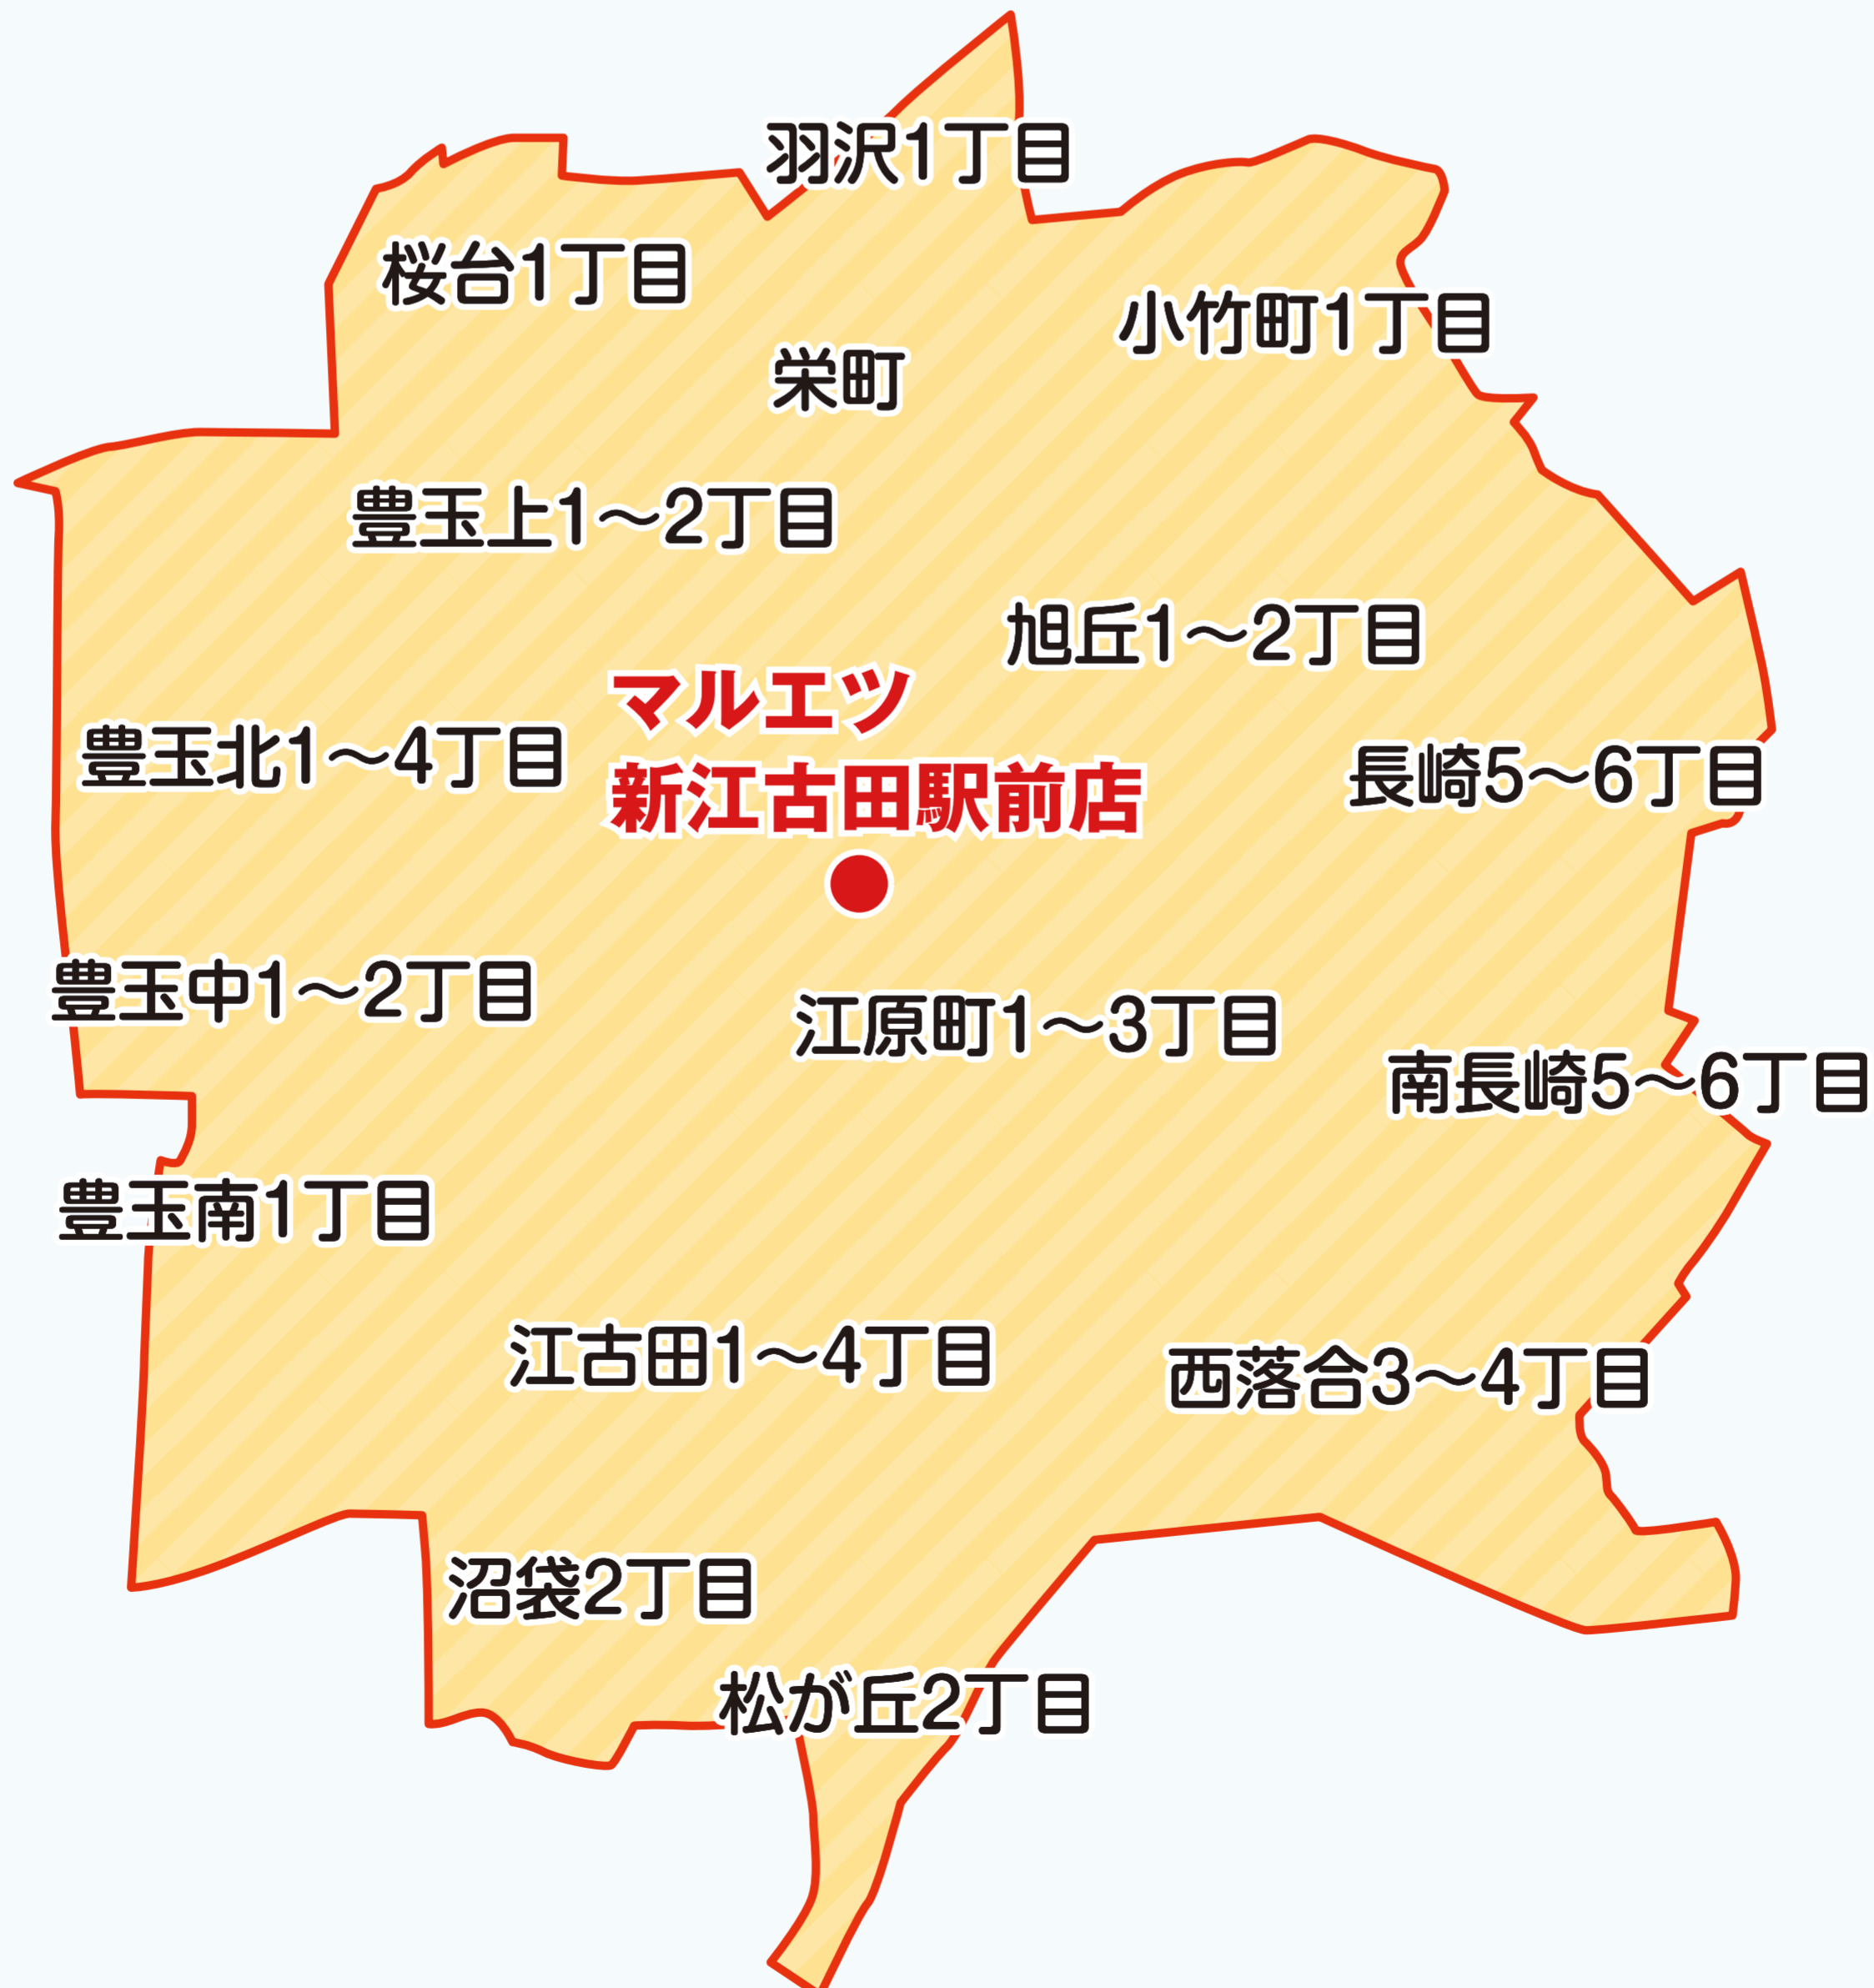 羽沢1丁目
桜台1丁目
小竹町1丁目
栄町
豊玉上1～2丁目
旭丘1～2丁目
マルエツ
新江古田駅前店
豊玉北1～4丁目
長崎5～6丁目
豊玉中1～2丁目
江原町1～3丁目
南長崎5～6丁目
豊玉南1丁目
江古田1～4丁目
西落合3～4丁目
沼袋2丁目
松が丘2丁目